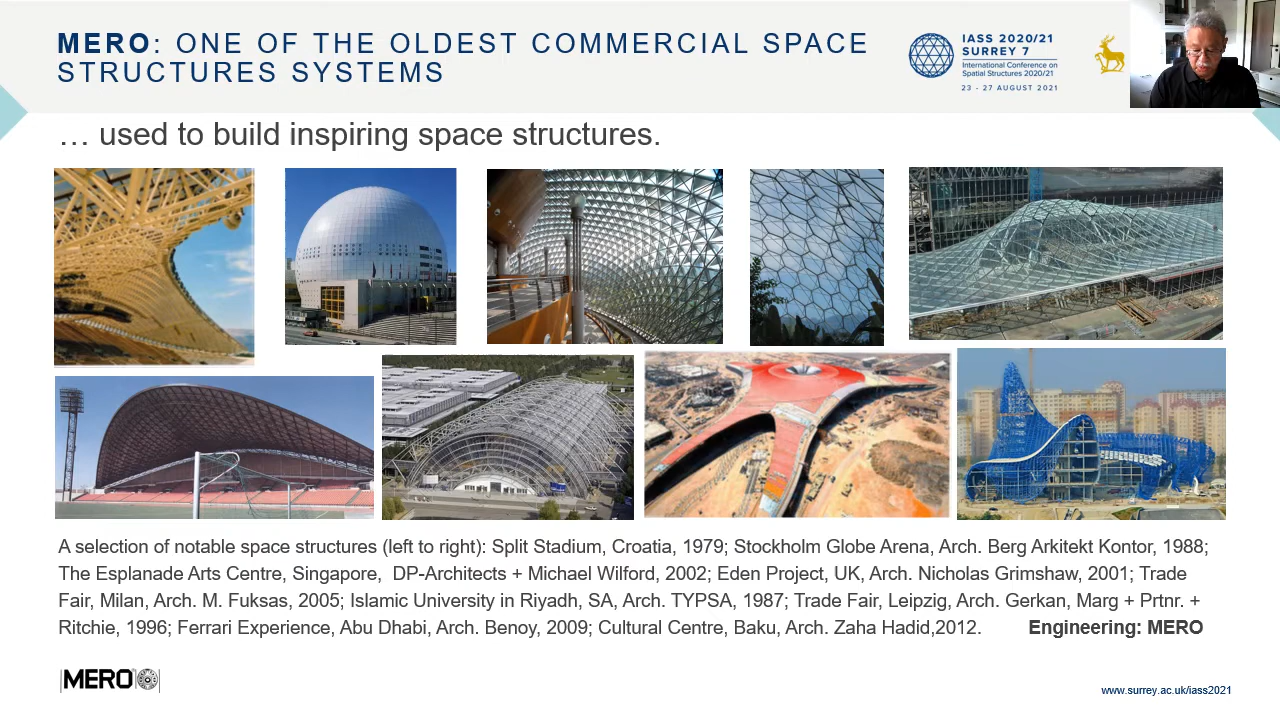 MERO: ONE OF THE OLDEST COMMERCIAL SPACE
STRUCTURES SYSTEMS
IASS 2020/21
SURREY 7
International Conference on
Spatial Structures 2020/21
23 - 27 AUGUST 2021
… used to build inspiring space structures.
A selection of notable space structures (left to right): Split Stadium, Croatia, 1979; Stockholm Globe Arena, Arch. Berg Arkitekt Kontor, 1988;
The Esplanade Arts Centre, Singapore, DP-Architects + Michael Wilford, 2002; Eden Project, UK, Arch. Nicholas Grimshaw, 2001; Trade
Fair, Milan, Arch. M. Fuksas, 2005; Islamic University in Riyadh, SA, Arch. TYPSA, 1987; Trade Fair, Leipzig, Arch. Gerkan, Marg + Prtnr. +
Ritchie, 1996; Ferrari Experience, Abu Dhabi, Arch. Benoy, 2009; Cultural Centre, Baku, Arch. Zaha Hadid,2012. Engineering: MERO
MERO
www.surrey.ac.uk/iass2021